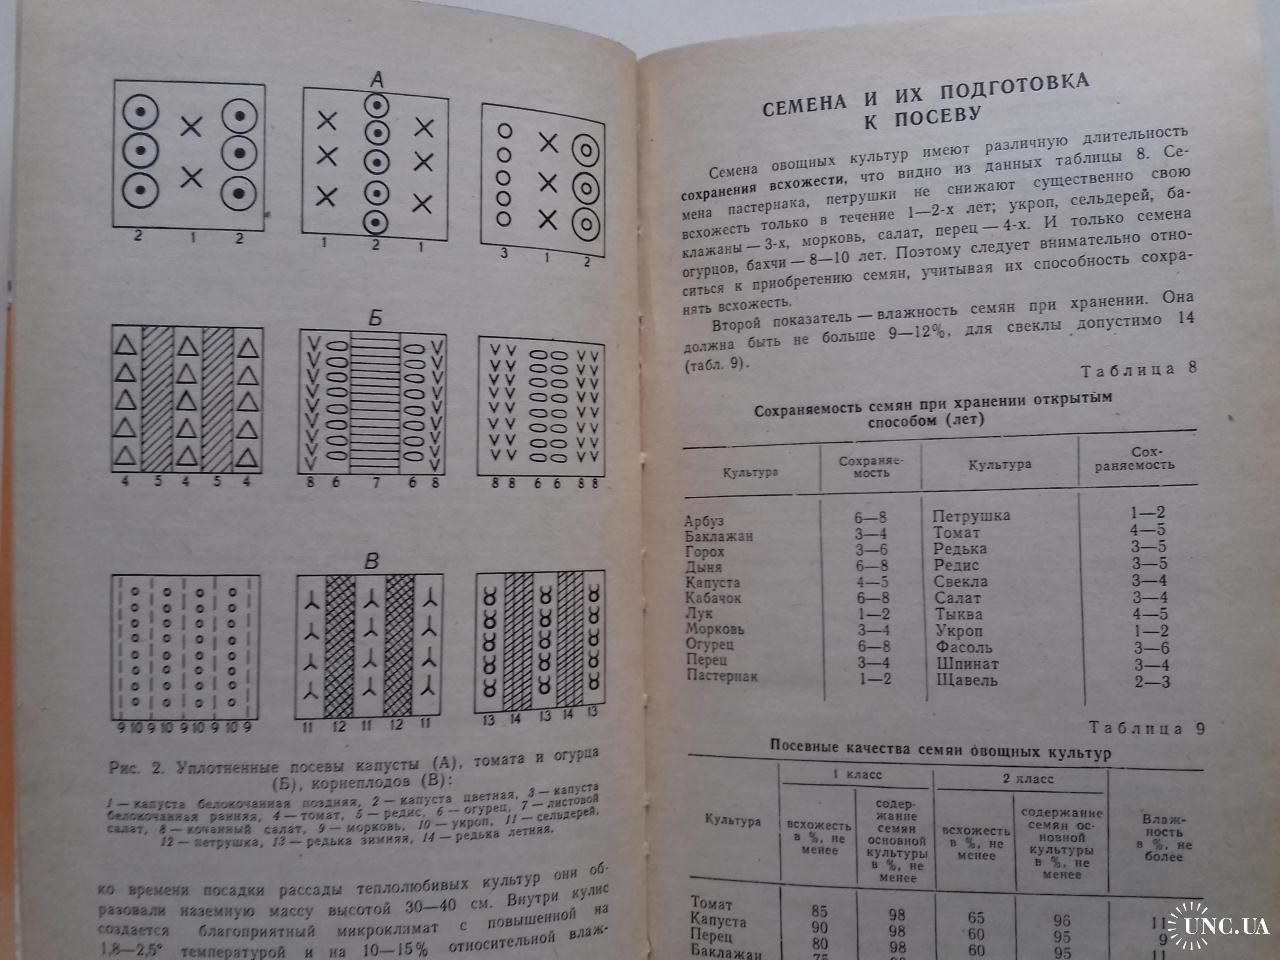 А
2 1 2
1 2 1
3 1 2
Б
4 5 4 5 4
8 6 7 6 8
8 8 6 6 8 8
В
9 10 9 10 9 10 9 10 9
11 12 11 12 11
13 14 13 14 13
Рис. 2. Уплотненные посевы капусты (А), томата и огурца
(Б), корнеплодов (В):
1 — капуста белокочанная поздняя, 2 — капуста цветная, 3 — капуста
белокочанная ранняя, 4 — томат, 5 — редис, 6 — огурец, 7 — листовой
салат, 8 — кочанный салат, 9 — морковь, 10 — укроп, 11 — сельдерей,
12 — петрушка, 13 — редька зимняя, 14 — редька летняя.
ко времени посадки рассады теплолюбивых культур они об-
разовали наземную массу высотой 30—40 см. Внутри кулис
создается благоприятный микроклимат с повышенной на
1,8—2,5° температурой и на 10—15% относительной влаж-
СЕМЕНА И ИХ ПОДГОТОВКА
К ПОСЕВУ
Семена овощных культур имеют различную длительность
сохранения всхожести, что видно из данных таблицы 8. Се-
мена пастернака, петрушки не снижают существенно свою
всхожесть только в течение 1—2-х лет; укроп, сельдерей, ба-
клажаны — 3-х, морковь, салат, перец — 4-х. И только семена
огурцов, бахчи — 8—10 лет. Поэтому следует внимательно отно-
ситься к приобретению семян, учитывая их способность сохра-
нять всхожесть.
Второй показатель — влажность семян при хранении. Она
должна быть не больше 9—12%, для свеклы допустимо 14
(табл. 9).
Таблица 8
Сохраняемость семян при хранении открытым
способом (лет)
Культура Сохраняе-
мость Культура Сох-
раняемость
Арбуз 6—8 Петрушка 1—2
Баклажан 3—4 Томат 4—5
Горох 3—6 Редька 3—5
Дыня 6—8 Редис 3—5
Капуста 4—5 Свекла 3—4
Кабачок 6—8 Салат 3—4
Лук 1—2 Тыква 4—5
Морковь 3—4 Укроп 1—2
Огурец 6—8 Фасоль 3—6
Перец 3—4 Шпинат 3—4
Пастернак 1—2 Щавель 2—3
Таблица 9
Посевные качества семян овощных культур
Культура
1 класс 2 класс
всхожесть
в %, не
менее
содер-
жание
семян
основной
культуры
в %, не
менее
всхожесть
в %, не
менее
содержание
семян ос-
новной
культуры
в %, не
менее
Влаж-
ность
в %, не
более
Томат 85 98 65 96 11
Капуста 90 98 60 95 9
Перец 80 98 60 95 11
Баклажан
UNC.UA